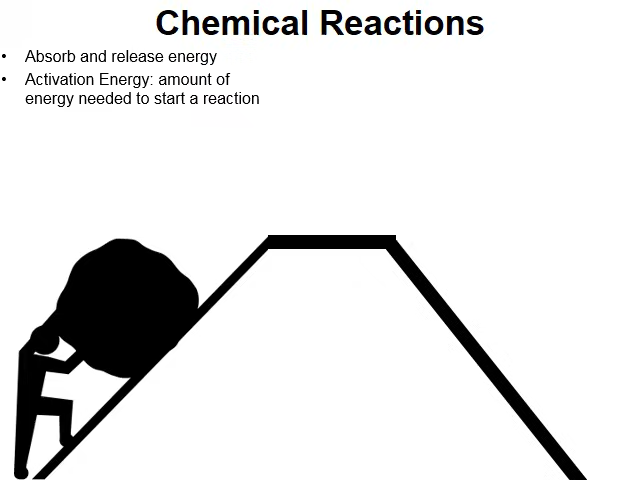 Chemical Reactions
• Absorb and release energy
• Activation Energy: amount of
energy needed to start a reaction